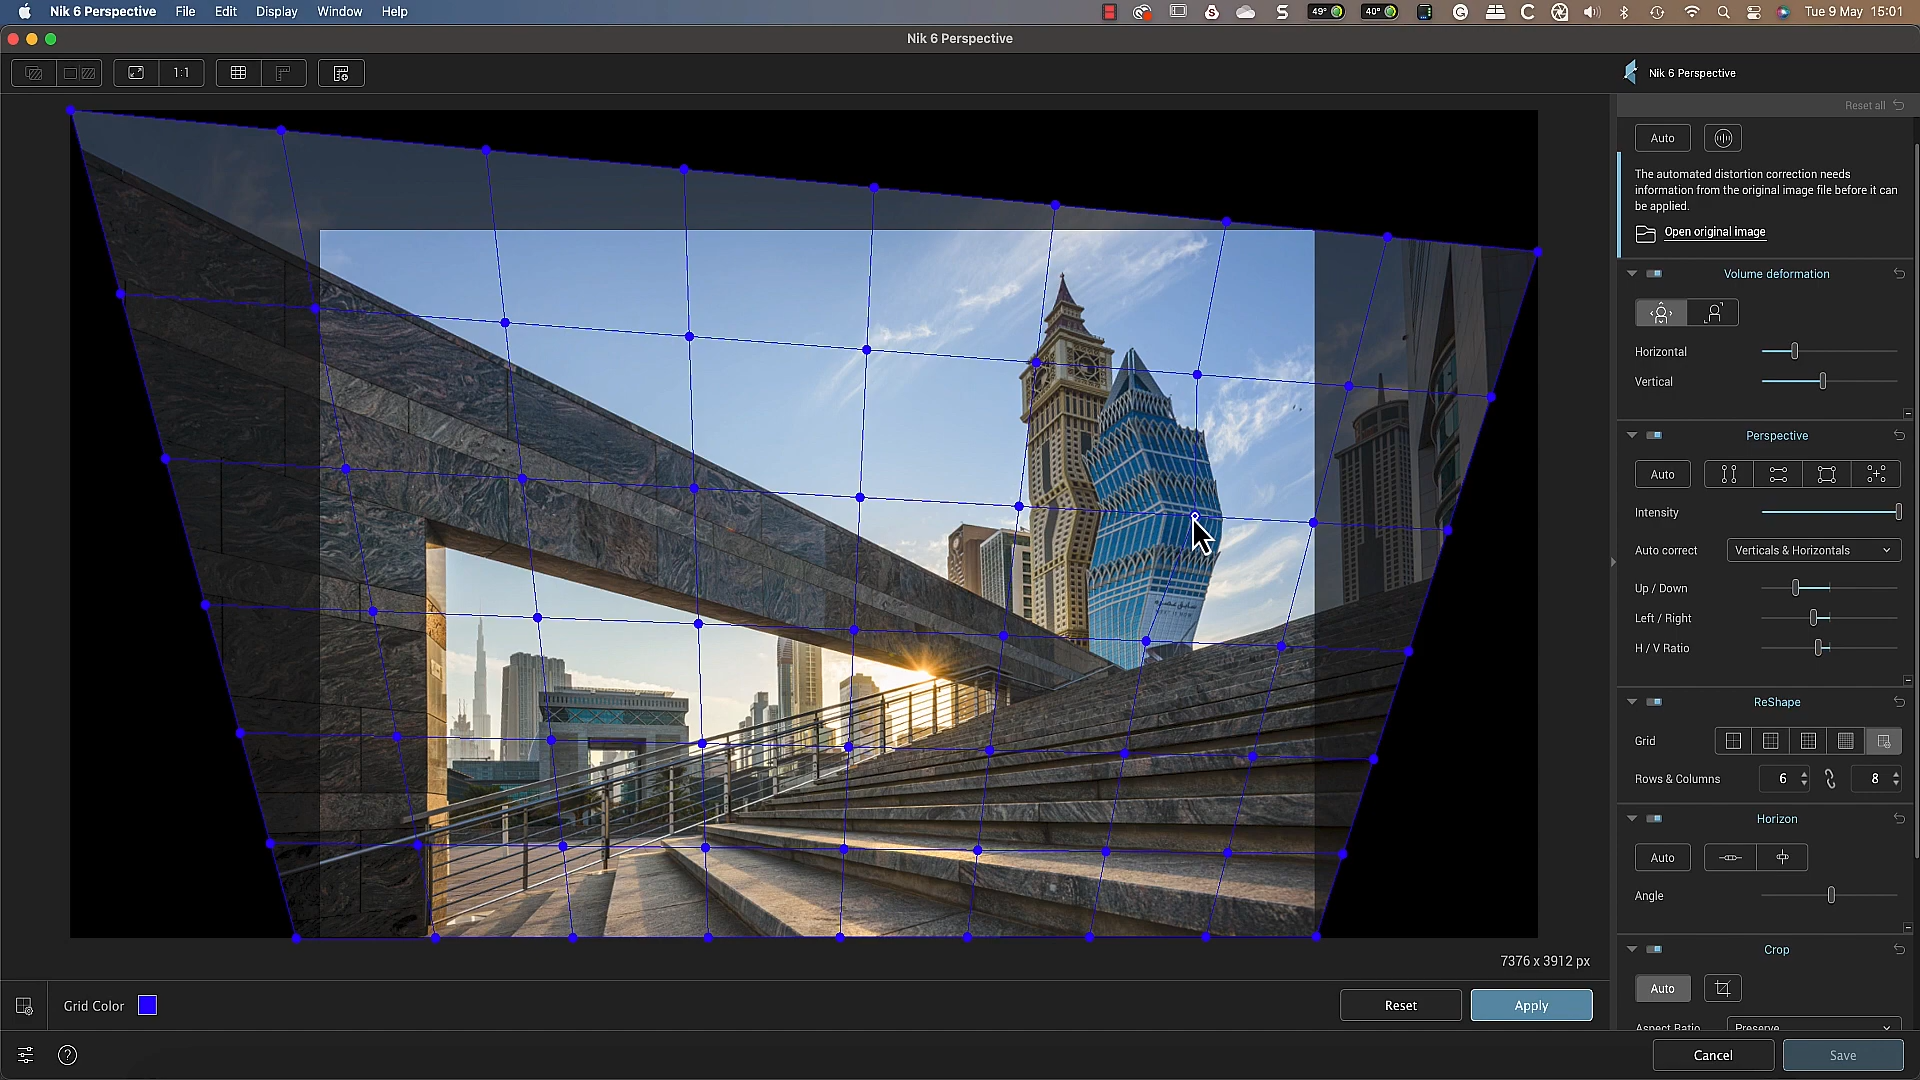 Nik 6 Perspective File Edit Display Window Help
49° 40° Tue 9 May 15:01
Nik 6 Perspective
1:1
Nik 6 Perspective
Reset all
Auto
The automated distortion correction needs
information from the original image file before it can
be applied.
Open original image
Volume deformation
Horizontal
Vertical
Perspective
Auto
Intensity
Auto correct Verticals & Horizontals
Up / Down
Left / Right
H / V Ratio
ReShape
Grid
Rows & Columns 6 8
Horizon
Auto
Angle
Crop
Auto
Aspect Ratio Preserve
7376 x 3912 px
Grid Color
Reset Apply
Cancel Save